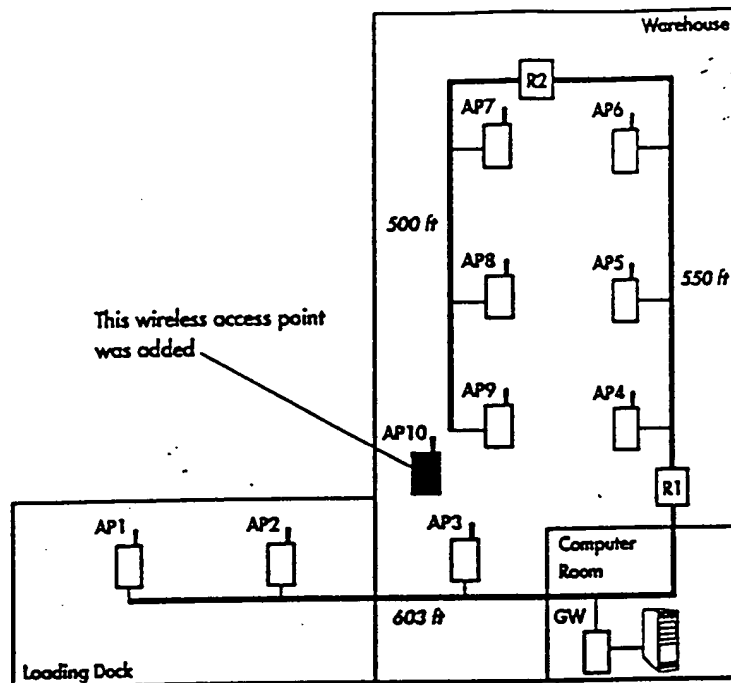 Warehouse
R2
AP7
AP6
500 ft
AP8
AP5
550 ft
This wireless access point
was added
AP9
AP4
AP10
R1
AP1
AP2
AP3
Computer
Room
603 ft
GW
Loading Dock